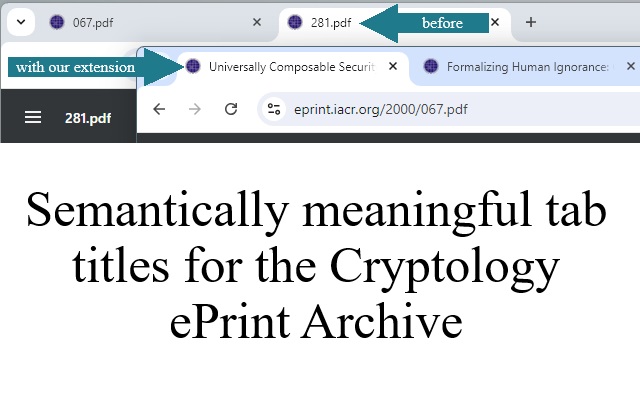 067.pdf
281.pdf
before
with our extension
Universally Composable Securit
Formalizing Human Ignorance:
281.pdf
eprint.iacr.org/2000/067.pdf
Semantically meaningful tab
titles for the Cryptology
ePrint Archive